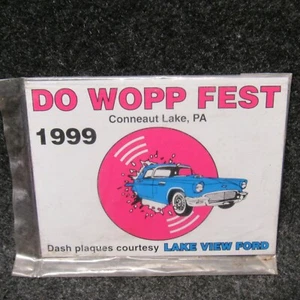 DO WOPP FEST
Conneaut Lake, PA
1999
Dash plaques courtesy LAKE VIEW FORD